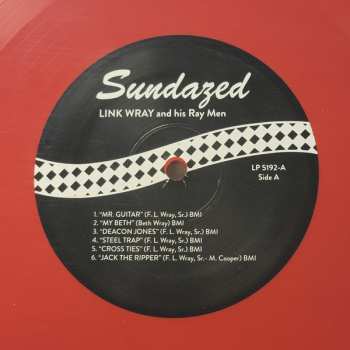 Sundazed
LINK WRAY and his Ray Men
LP 5192-A
Side A
1. "MR. GUITAR" (F. L. Wray, Sr.) BMI
2. "MY BETH" (Beth Wray) BMI
3. "DEACON JONES" (F. L. Wray, Sr.) BMI
4. "STEEL TRAP" (F. L. Wray, Sr.) BMI
5. "CROSS TIES" (F. L. Wray, Sr.) BMI
6. "JACK THE RIPPER" (F. L. Wray, Sr.- M. Cooper) BMI